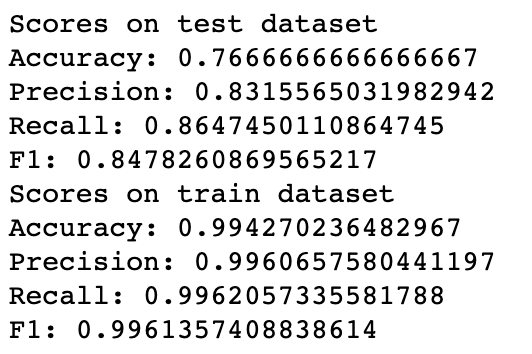 Scores on test dataset
Accuracy: 0.7666666666666667
Precision: 0.8315565031982942
Recall: 0.8647450110864745
F1: 0.8478260869565217
Scores on train dataset
Accuracy: 0.994270236482967
Precision: 0.9960657580441197
Recall: 0.9962057335581788
F1: 0.9961357408838614